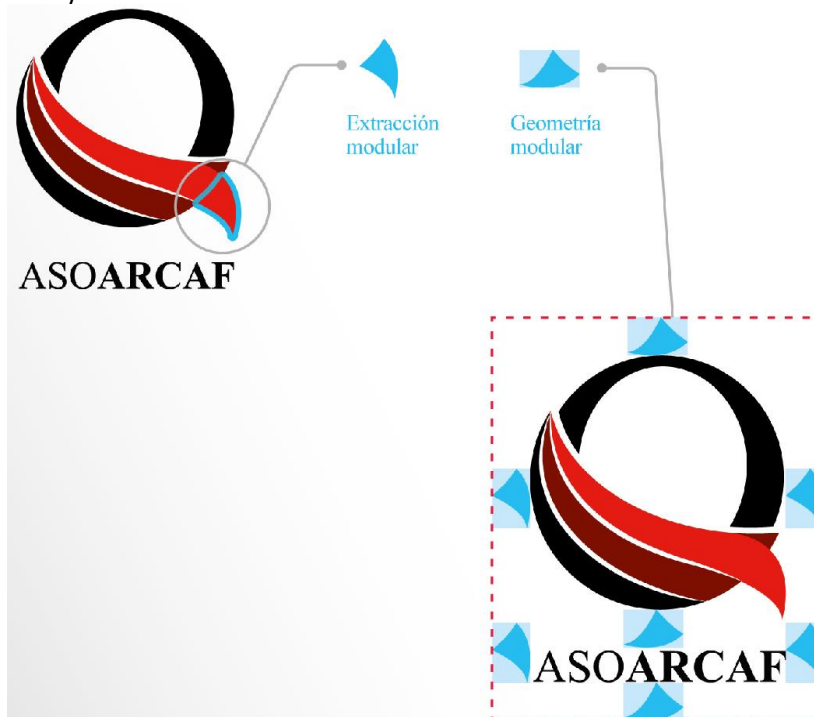 Extracción
modular
Geometría
modular
ASOARCAF
ASOARCAF